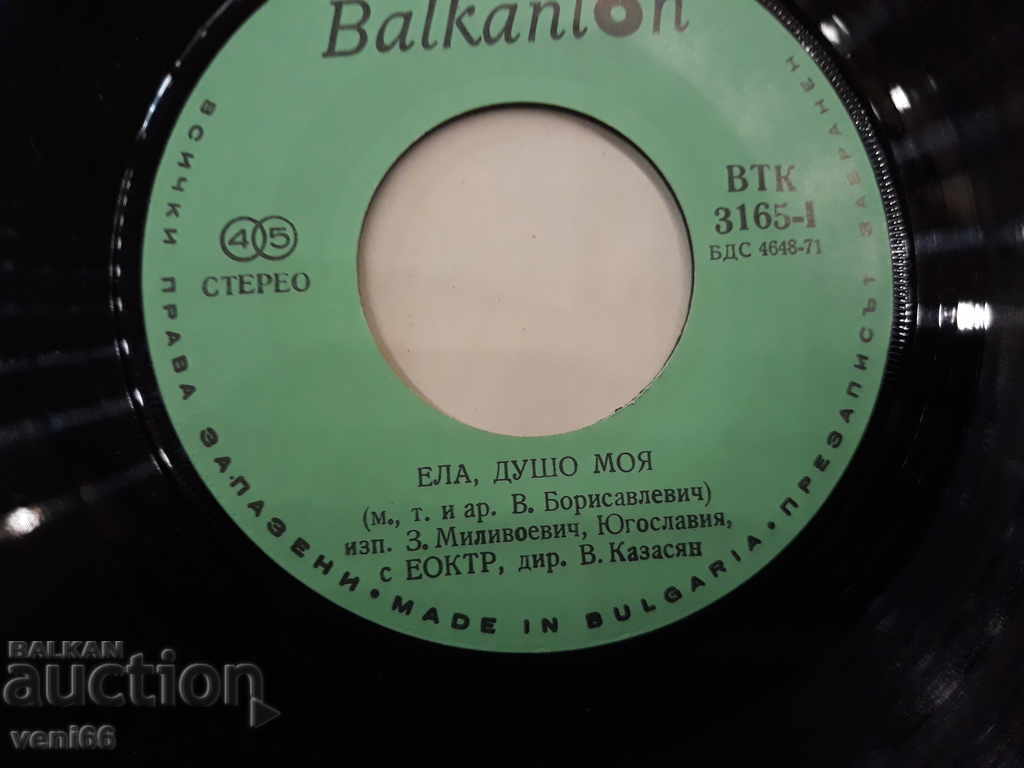 Balkanton
ВТК
3165-I
БДС 4648-71
45
СТЕРЕО
ЕЛА, ДУШО МОЯ
(м., т. и ар. В. Борисавлевич)
изп. З. Миливоевич, Югославия,
с ЕОКТР, дир. В. Казасян
ВСИЧКИ ПРАВА ЗАПАЗЕНИ • MADE IN BULGARIA • ПРЕЗАПИСЪТ ЗАБРАНЕН
BALKAN
auction
veni66